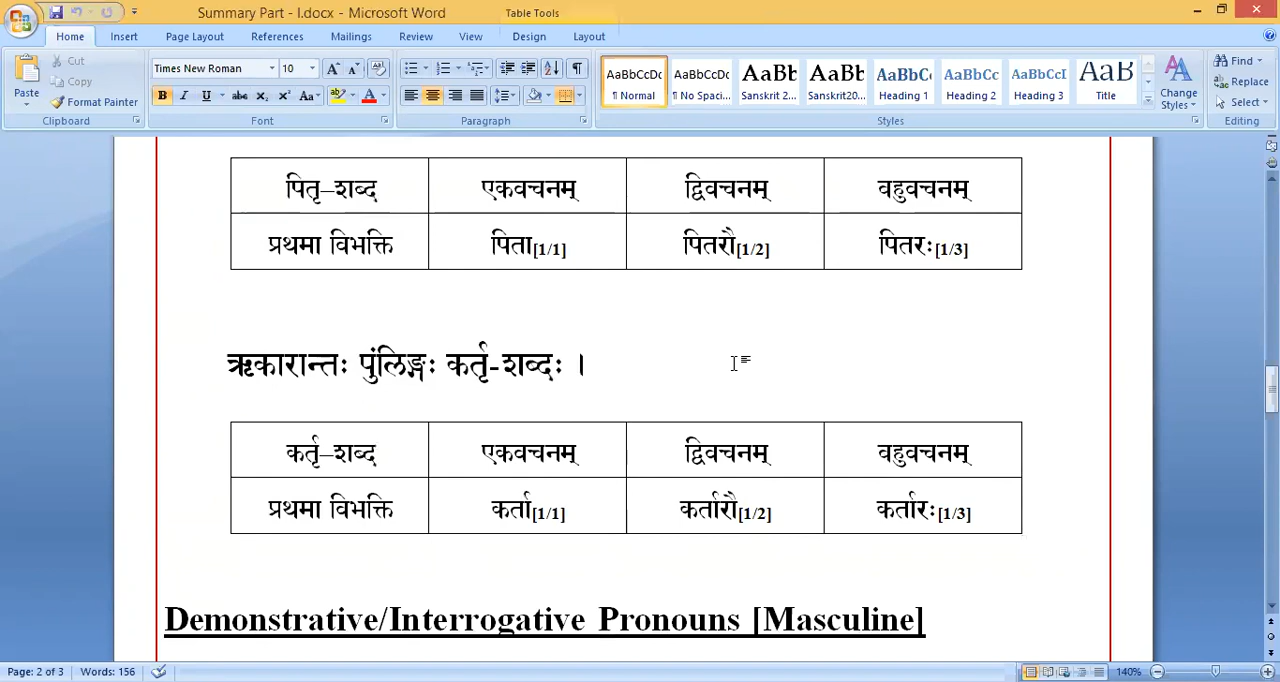 Summary Part - I.docx - Microsoft Word Table Tools
Home Insert Page Layout References Mailings Review View Design Layout
Paste Cut Copy Format Painter
Times New Roman 10
AaBbCcDc AaBbCcDc AaBb( AaBb( AaBbC( AaBbCc AaBbCcI AaB
¶ Normal ¶ No Spaci... Sanskrit 2... Sanskrit20... Heading 1 Heading 2 Heading 3 Title
Change Styles
Find Replace Select
Clipboard Font Paragraph Styles Editing
पितृ–शब्द एकवचनम् द्विवचनम् वहुवचनम्
प्रथमा विभक्ति पिता[1/1] पितरौ[1/2] पितरः[1/3]
ऋकारान्तः पुंलिङ्गः कर्तृ-शब्दः ।
कर्तृ–शब्द एकवचनम् द्विवचनम् वहुवचनम्
प्रथमा विभक्ति कर्ता[1/1] कर्तारौ[1/2] कर्तारः[1/3]
Demonstrative/Interrogative Pronouns [Masculine]
Page: 2 of 3 Words: 156 140%